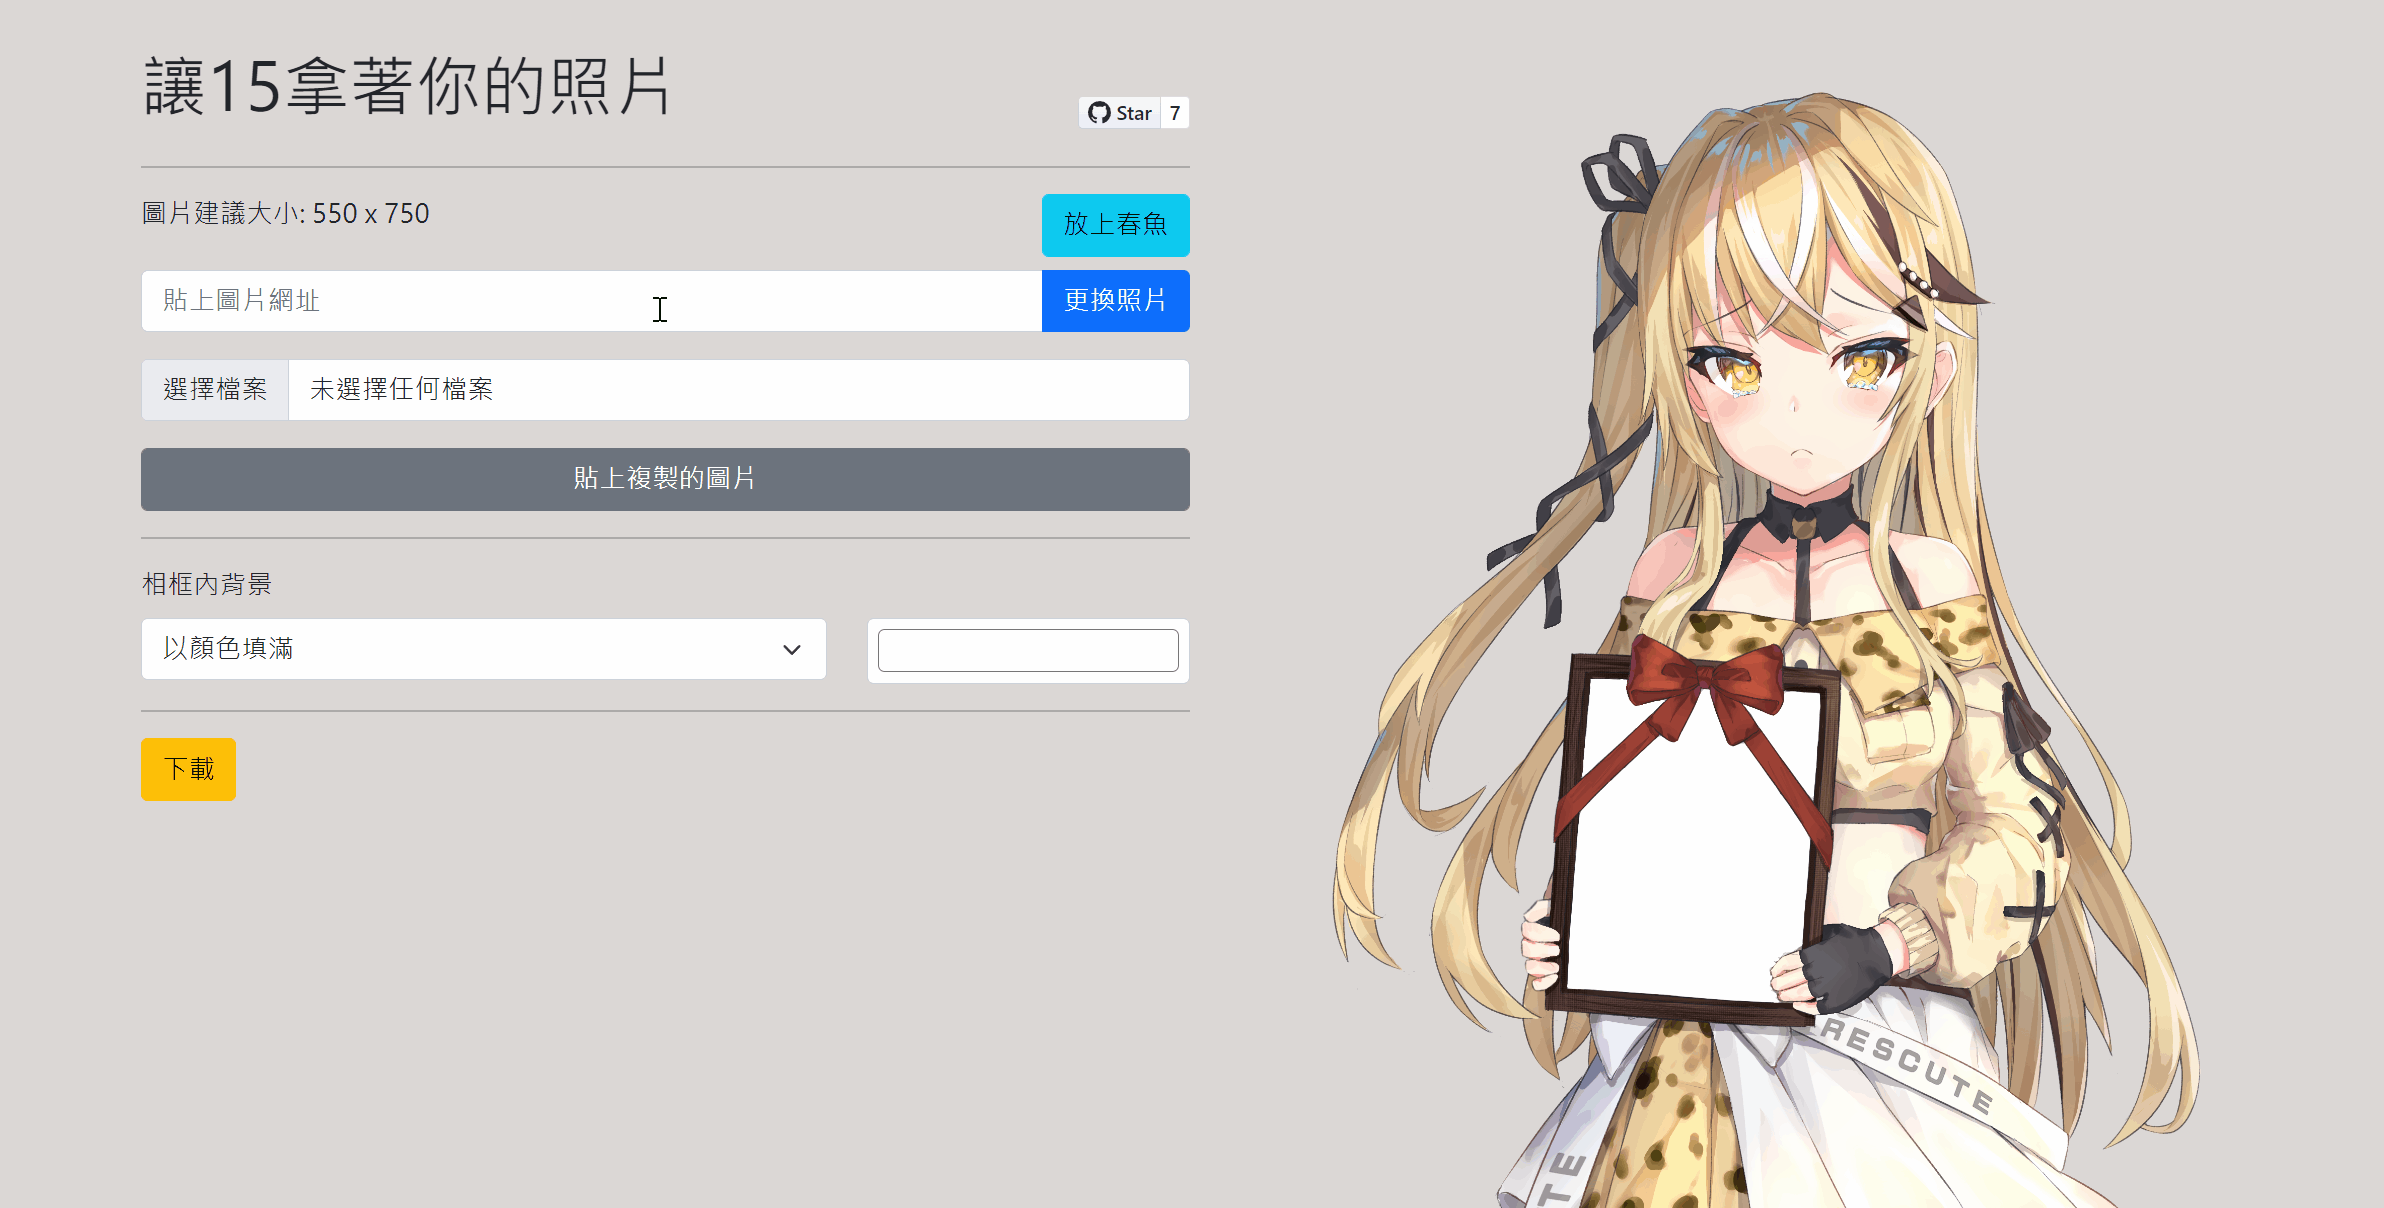 讓15拿著你的照片
Star 7
圖片建議大小: 550 x 750
放上春魚
貼上圖片網址
更換照片
選擇檔案 未選擇任何檔案
貼上複製的圖片
相框內背景
以顏色填滿
下載
RESCUTE
TE